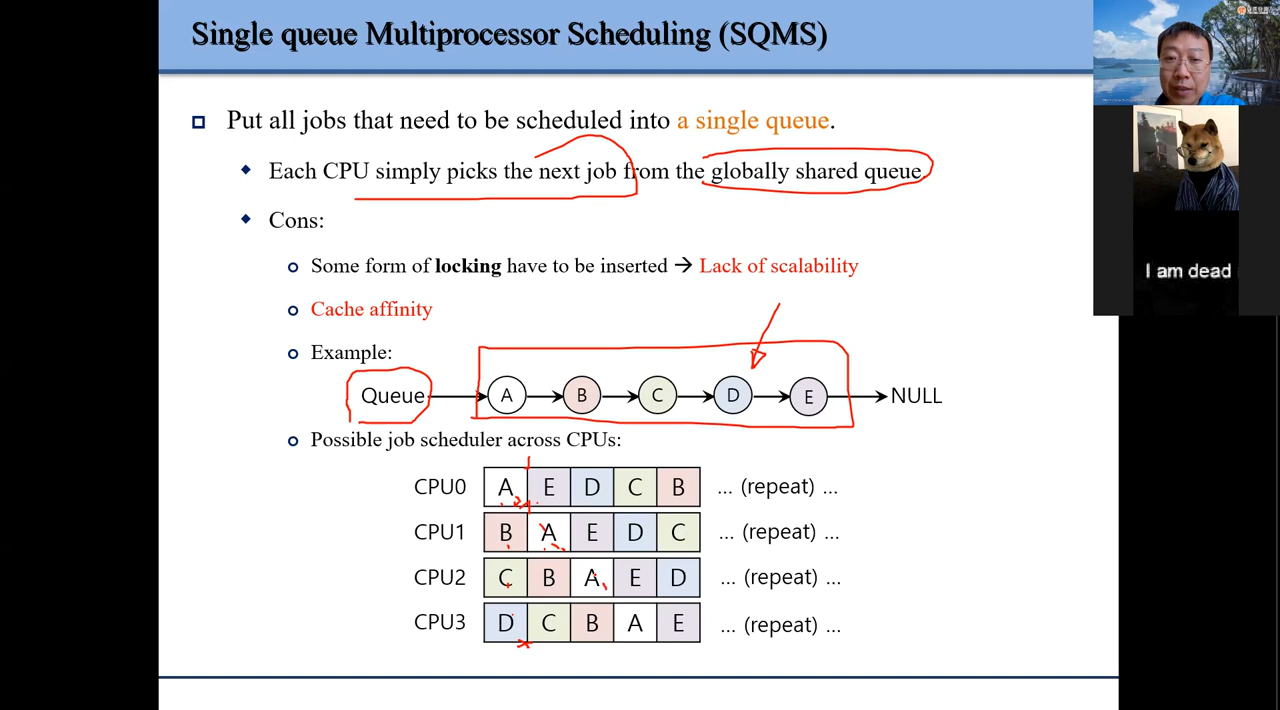 Single queue Multiprocessor Scheduling (SQMS)
Put all jobs that need to be scheduled into a single queue.
Each CPU simply picks the next job from the globally shared queue.
Cons:
Some form of locking have to be inserted → Lack of scalability
Cache affinity
Example:
Queue A B C D E NULL
Possible job scheduler across CPUs:
CPU0 A E D C B ... (repeat) ...
CPU1 B A E D C ... (repeat) ...
CPU2 C B A E D ... (repeat) ...
CPU3 D C B A E ... (repeat) ...
I am dead